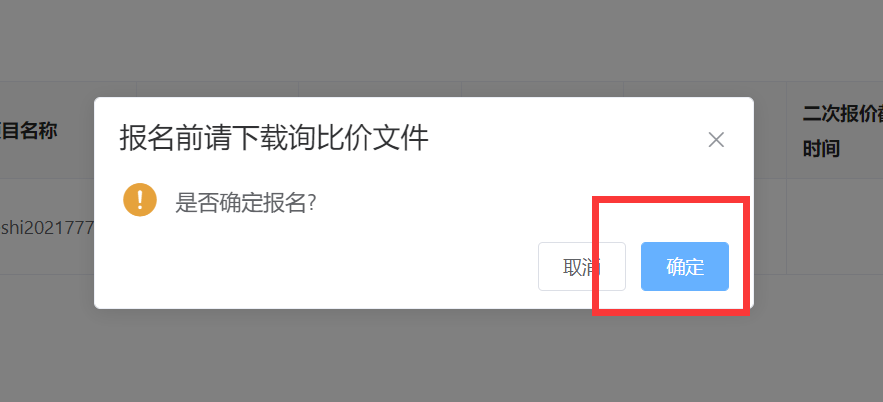 报名前请下载询比价文件
目名称
二次报价
时间
是否确定报名?
shi2021777
取消
确定